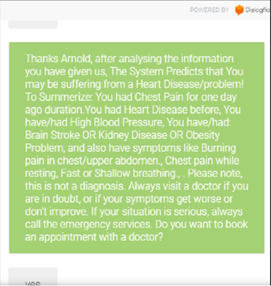 POWERED BY Dialogflow
Thanks Arnold, after analysing the information
you have given us, The System Predicts that You
may be suffering from a Heart Disease/problem!
To Summerize: You had Chest Pain for one day
ago duration.You had Heart Disease before, You
have/had High Blood Pressure, You have/had:
Brain Stroke OR Kidney Disease OR Obesity
Problem, and also have symptoms like Burning
pain in chest/upper abdomen., Chest pain while
resting, Fast or Shallow breathing., . Please note,
this is not a diagnosis. Always visit a doctor if you
are in doubt, or if your symptoms get worse or
don't improve. If your situation is serious, always
call the emergency services. Do you want to book
an appointment with a doctor?
yes